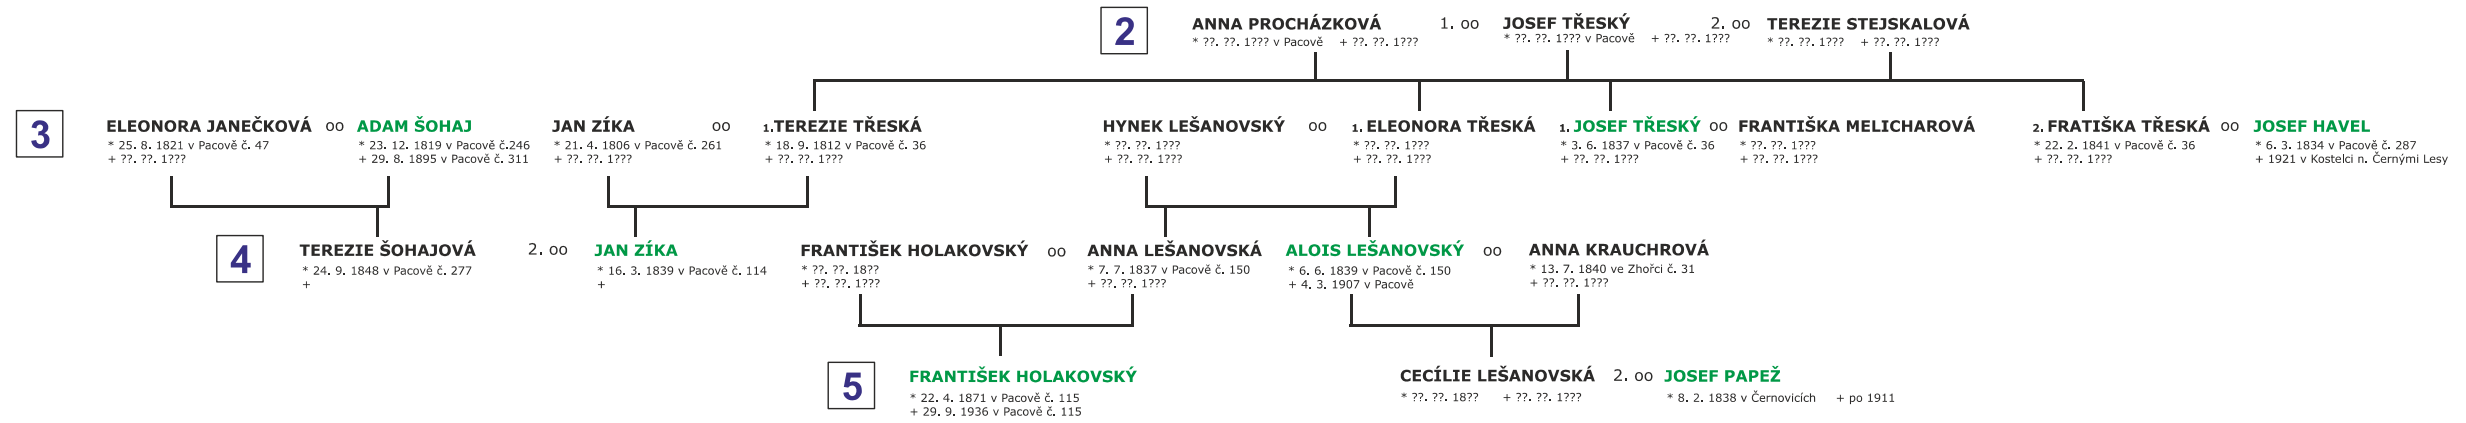 2
ANNA PROCHÁZKOVÁ 1. oo JOSEF TŘESKÝ 2. oo TEREZIE STEJSKALOVÁ
* ??. ??. 1??? v Pacově + ??. ??. 1??? * ??. ??. 1??? v Pacově + ??. ??. 1??? * ??. ??. 1??? + ??. ??. 1???
3
ELEONORA JANEČKOVÁ oo ADAM ŠOHAJ JAN ZÍKA oo 1.TEREZIE TŘESKÁ HYNEK LEŠANOVSKÝ oo 1. ELEONORA TŘESKÁ 1. JOSEF TŘESKÝ oo FRANTIŠKA MELICHAROVÁ 2. FRATIŠKA TŘESKÁ oo JOSEF HAVEL
* 25. 8. 1821 v Pacově č. 47 * 23. 12. 1819 v Pacově č.246 * 21. 4. 1806 v Pacově č. 261 * 18. 9. 1812 v Pacově č. 36 * ??. ??. 1??? * ??. ??. 1??? * 3. 6. 1837 v Pacově č. 36 * ??. ??. 1??? * 22. 2. 1841 v Pacově č. 36 * 6. 3. 1834 v Pacově č. 287
+ ??. ??. 1??? + 29. 8. 1895 v Pacově č. 311 + ??. ??. 1??? + ??. ??. 1??? + ??. ??. 1??? + ??. ??. 1??? + ??. ??. 1??? + ??. ??. 1??? + ??. ??. 1??? + 1921 v Kostelci n. Černými Lesy
4
TEREZIE ŠOHAJOVÁ 2. oo JAN ZÍKA FRANTIŠEK HOLAKOVSKÝ oo ANNA LEŠANOVSKÁ ALOIS LEŠANOVSKÝ oo ANNA KRAUCHROVÁ
* 24. 9. 1848 v Pacově č. 277 * 16. 3. 1839 v Pacově č. 114 * ??. ??. 18?? * 7. 7. 1837 v Pacově č. 150 * 6. 6. 1839 v Pacově č. 150 * 13. 7. 1840 ve Zhořci č. 31
+ + + ??. ??. 1??? + ??. ??. 1??? + 4. 3. 1907 v Pacově + ??. ??. 1???
5
FRANTIŠEK HOLAKOVSKÝ CECÍLIE LEŠANOVSKÁ 2. oo JOSEF PAPEŽ
* 22. 4. 1871 v Pacově č. 115 * ??. ??. 18?? + ??. ??. 1??? * 8. 2. 1838 v Černovicích + po 1911
+ 29. 9. 1936 v Pacově č. 115